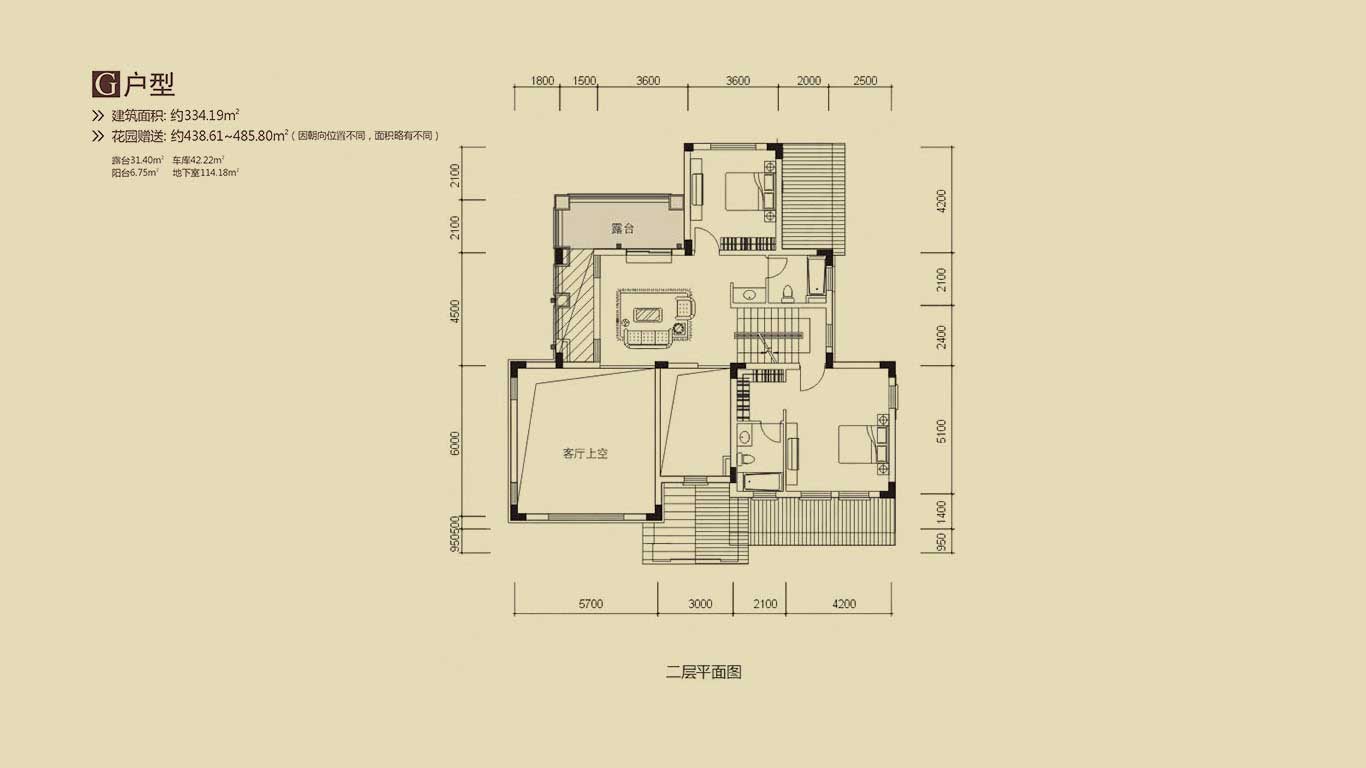 G户型
建筑面积: 约334.19㎡
花园赠送: 约438.61~485.80㎡(因朝向位置不同，面积略有不同)
露台31.40㎡ 车库42.22㎡
阳台6.75㎡ 地下室114.18㎡
1800 1500 3600 3600 2000 2500
2100
2100
4500
6000
500
950
露台
客厅上空
4200
2100
2400
5100
1400
950
5700 3000 2100 4200
二层平面图